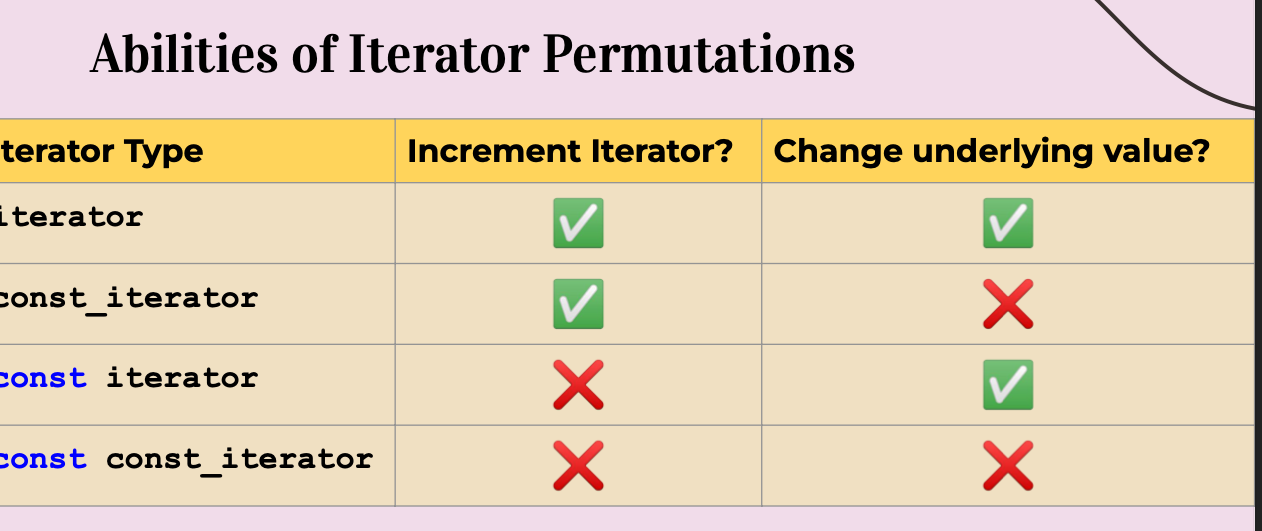 Abilities of Iterator Permutations
terator Type Increment Iterator? Change underlying value?
iterator ✅ ✅
const_iterator ✅ ❌
const iterator ❌ ✅
const const_iterator ❌ ❌